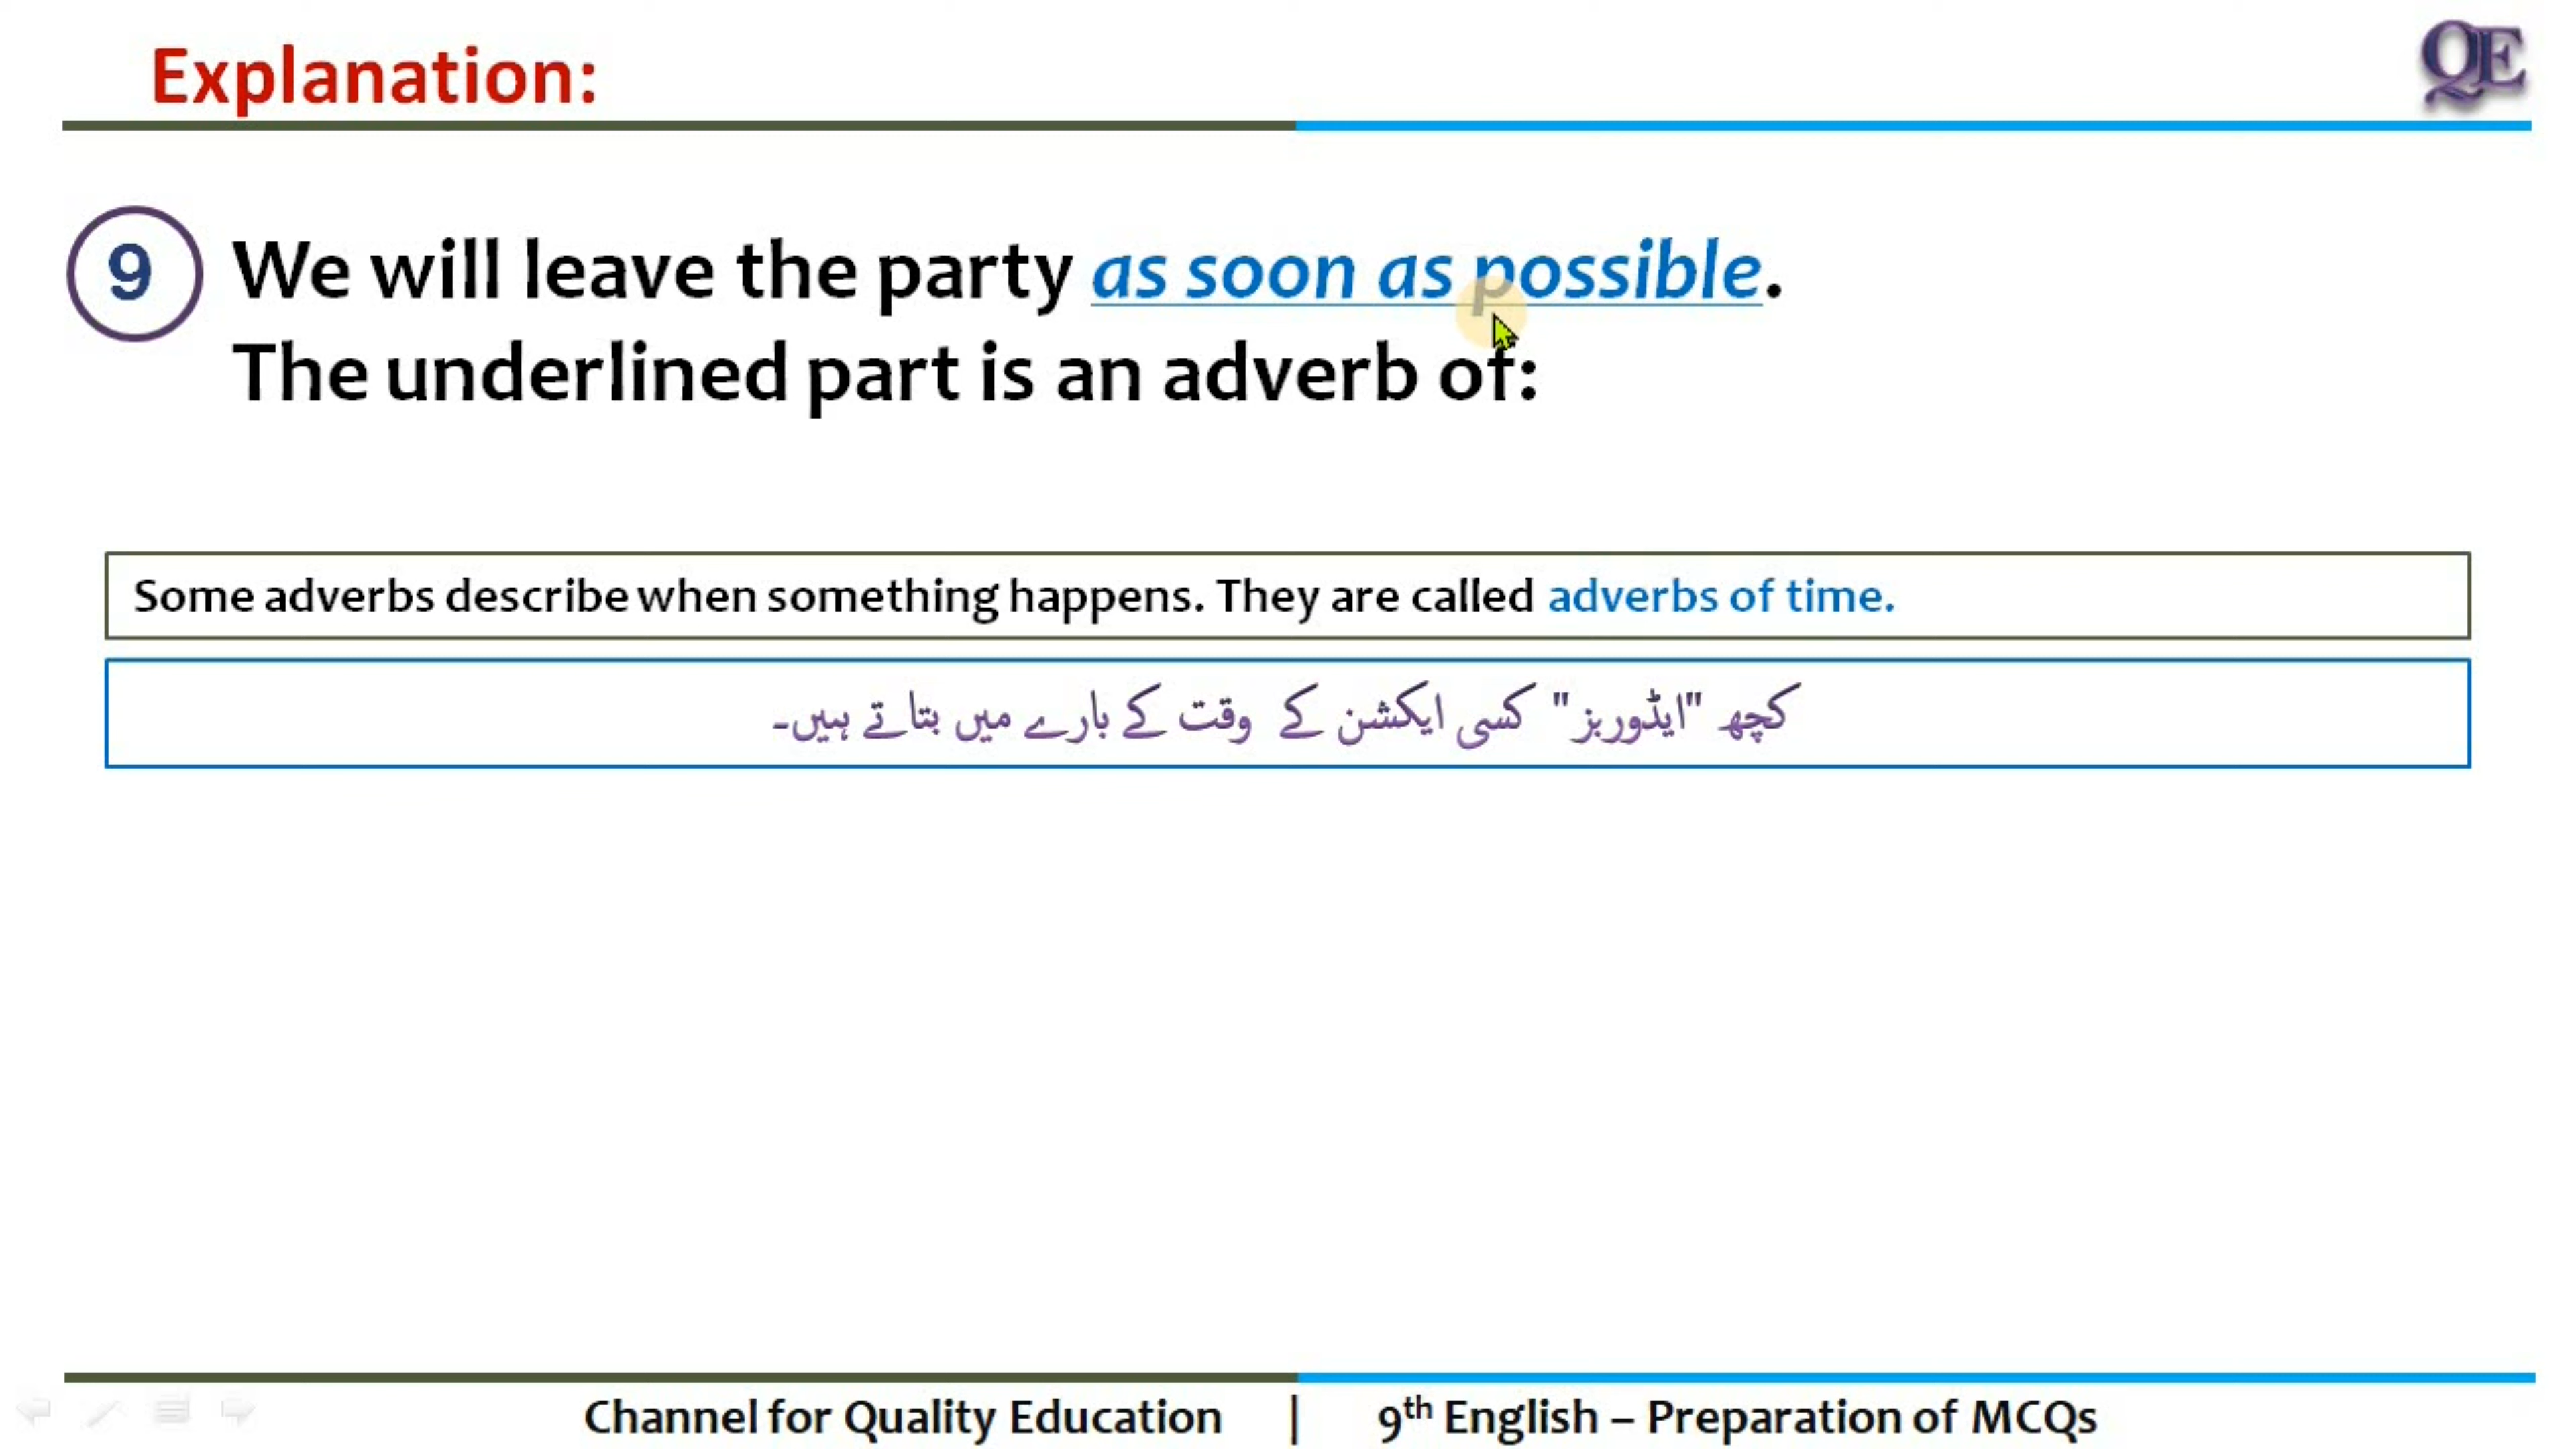 Explanation:
QE
9
We will leave the party as soon as possible.
The underlined part is an adverb of:
Some adverbs describe when something happens. They are called adverbs of time.
کچھ "ایڈوربز" کسی ایکشن کے وقت کے بارے میں بتاتے ہیں۔
Channel for Quality Education | 9th English – Preparation of MCQs